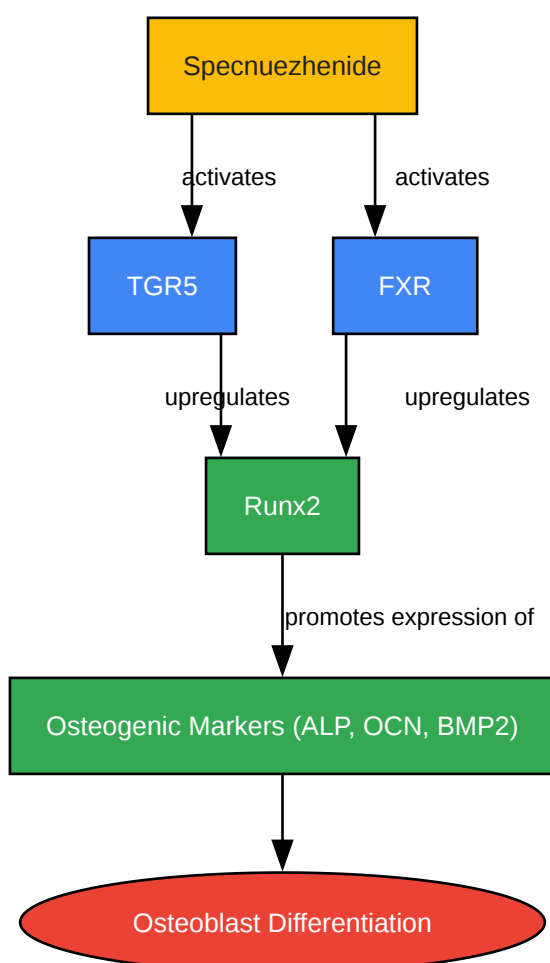 Specnuezhenide
activates
activates
TGR5
FXR
upregulates
upregulates
Runx2
promotes expression of
Osteogenic Markers (ALP, OCN, BMP2)
Osteoblast Differentiation